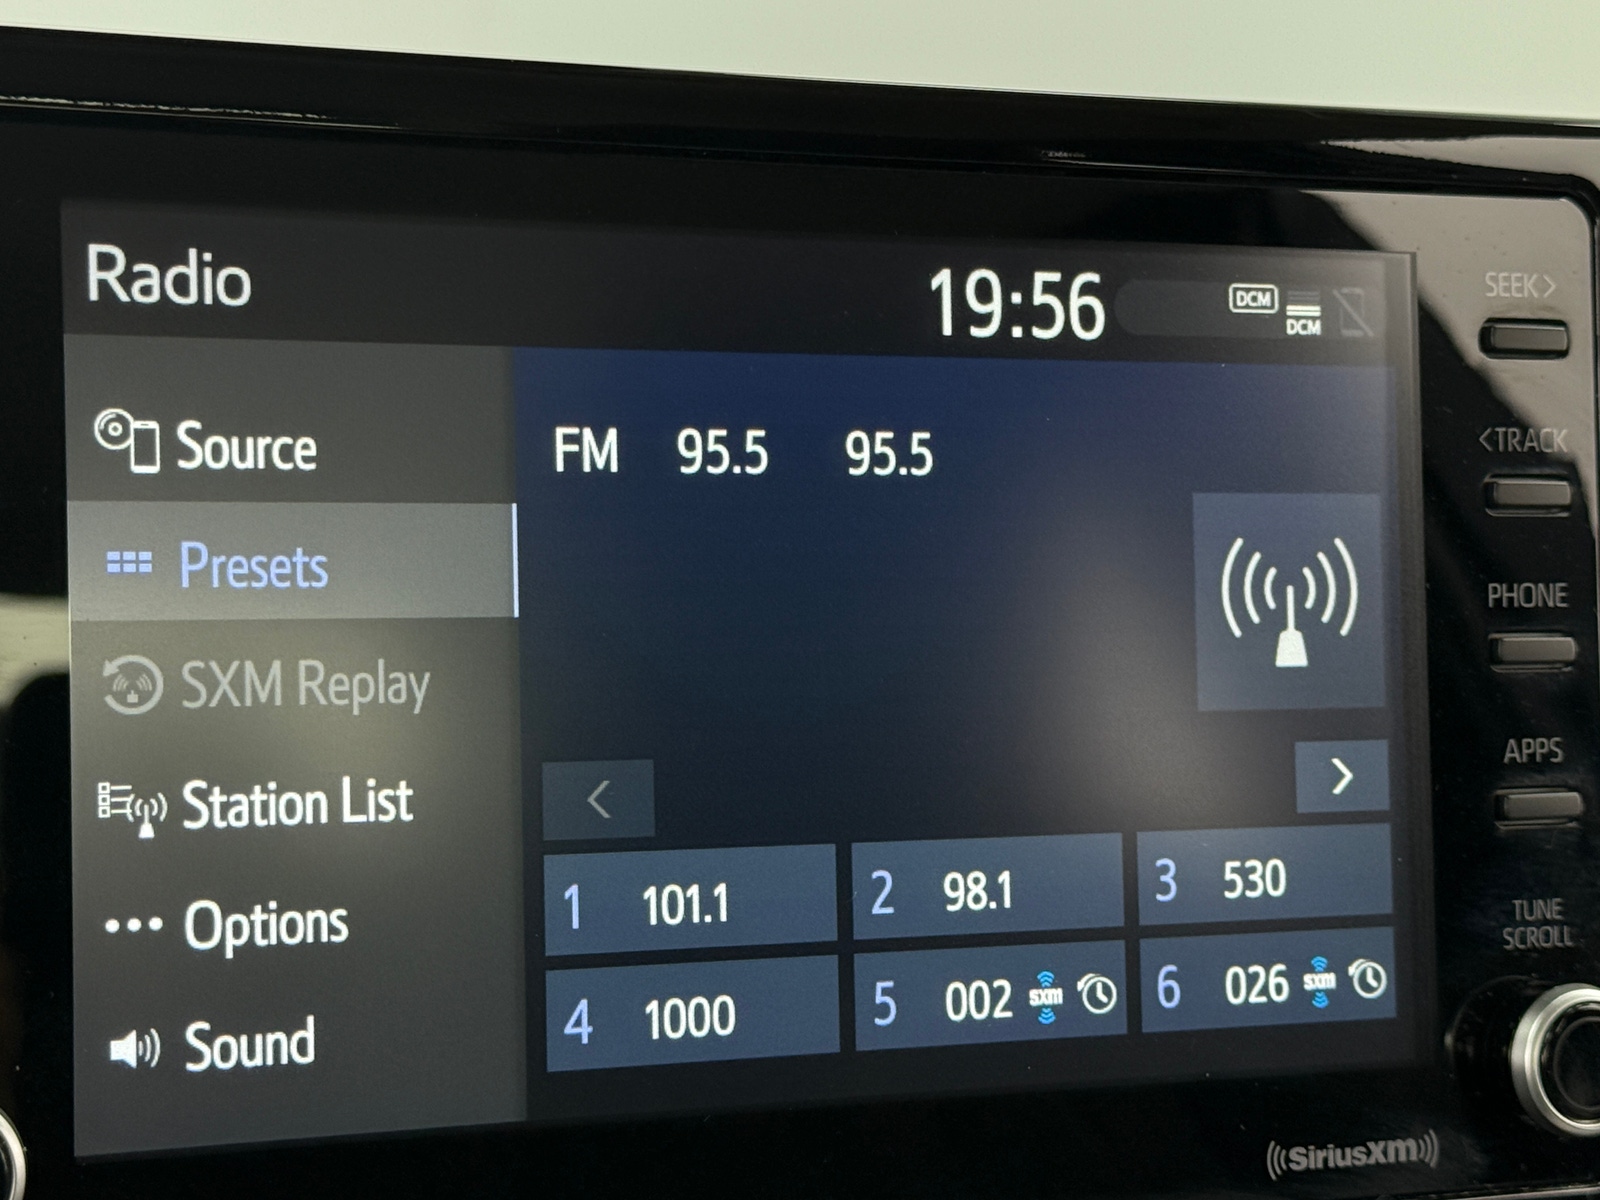 Radio
19:56
DCM
DCM
Source
Presets
SXM Replay
Station List
Options
Sound
FM 95.5 95.5
<
>
1 101.1
2 98.1
3 530
4 1000
5 002 sxm
6 026 sxm
SEEK>
<TRACK
PHONE
APPS
TUNE
SCROLL
((SiriusXM))